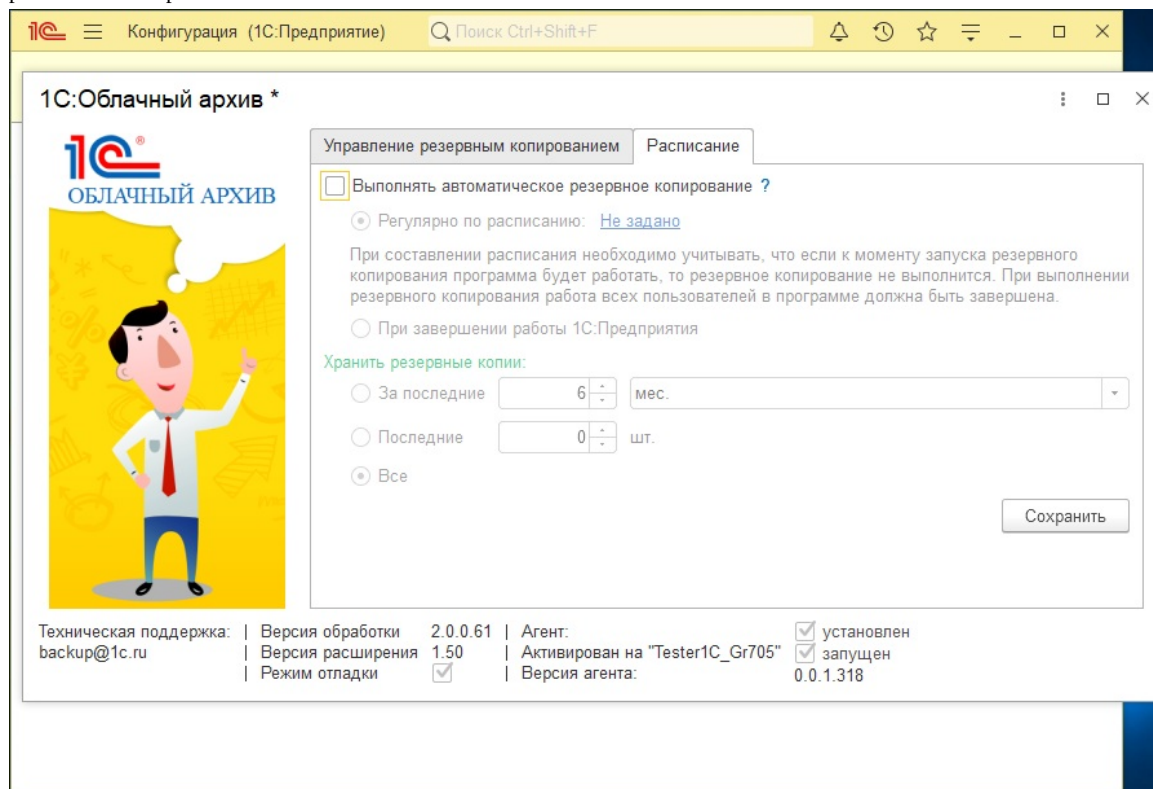 1С Конфигурация (1С:Предприятие) Поиск Ctrl+Shift+F
1С:Облачный архив *
1С®
ОБЛАЧНЫЙ АРХИВ
Управление резервным копированием Расписание
Выполнять автоматическое резервное копирование ?
Регулярно по расписанию: Не задано
При составлении расписания необходимо учитывать, что если к моменту запуска резервного
копирования программа будет работать, то резервное копирование не выполнится. При выполнении
резервного копирования работа всех пользователей в программе должна быть завершена.
При завершении работы 1С:Предприятия
Хранить резервные копии:
За последние 6 мес.
Последние 0 шт.
Все
Сохранить
Техническая поддержка: | Версия обработки 2.0.0.61 | Агент: установлен
backup@1c.ru | Версия расширения 1.50 | Активирован на "Tester1C_Gr705" запущен
| Режим отладки | Версия агента: 0.0.1.318